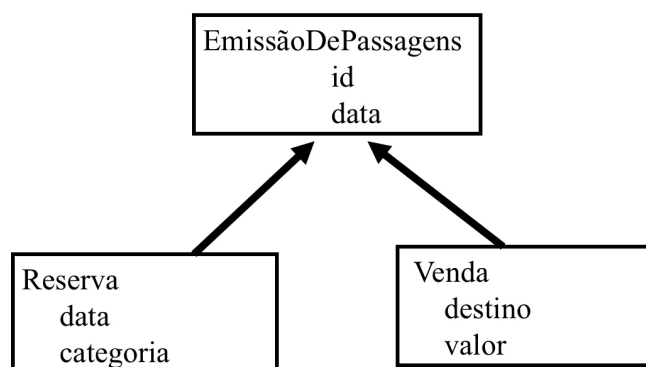 EmissãoDePassagens
id
data
Reserva
data
categoria
Venda
destino
valor